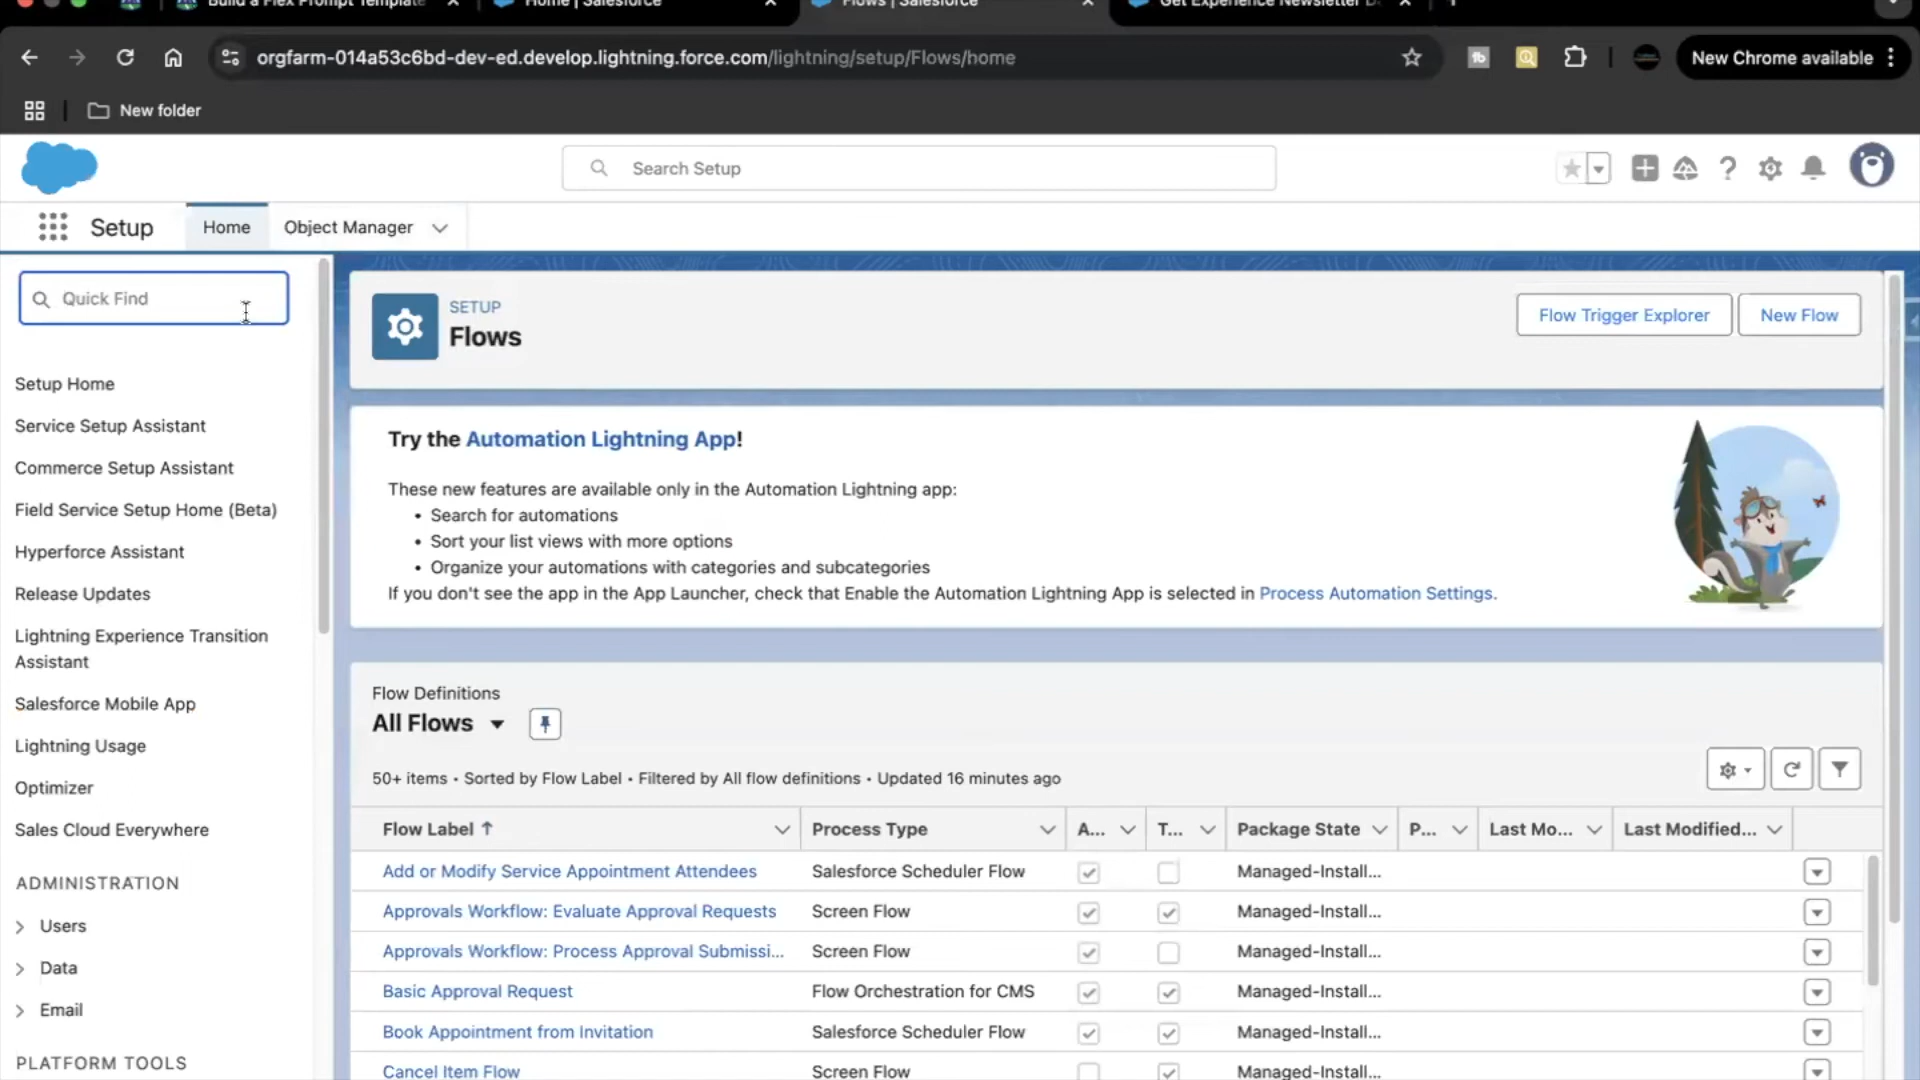 Build a Flex Prompt Template
Home | Salesforce
Flows | Salesforce
Get Experience Newsletter D
orgfarm-014a53c6bd-dev-ed.develop.lightning.force.com/lightning/setup/Flows/home
New Chrome available
New folder
Search Setup
Setup
Home
Object Manager
Quick Find
Setup Home
Service Setup Assistant
Commerce Setup Assistant
Field Service Setup Home (Beta)
Hyperforce Assistant
Release Updates
Lightning Experience Transition
Assistant
Salesforce Mobile App
Lightning Usage
Optimizer
Sales Cloud Everywhere
ADMINISTRATION
Users
Data
Email
PLATFORM TOOLS
SETUP
Flows
Flow Trigger Explorer
New Flow
Try the Automation Lightning App!
These new features are available only in the Automation Lightning app:
• Search for automations
• Sort your list views with more options
• Organize your automations with categories and subcategories
If you don't see the app in the App Launcher, check that Enable the Automation Lightning App is selected in Process Automation Settings.
Flow Definitions
All Flows
50+ items • Sorted by Flow Label • Filtered by All flow definitions • Updated 16 minutes ago
Flow Label ↑ Process Type A... T... Package State P... Last Mo... Last Modified...
Add or Modify Service Appointment Attendees Salesforce Scheduler Flow Managed-Install...
Approvals Workflow: Evaluate Approval Requests Screen Flow Managed-Install...
Approvals Workflow: Process Approval Submissi... Screen Flow Managed-Install...
Basic Approval Request Flow Orchestration for CMS Managed-Install...
Book Appointment from Invitation Salesforce Scheduler Flow Managed-Install...
Cancel Item Flow Screen Flow Managed-Install...